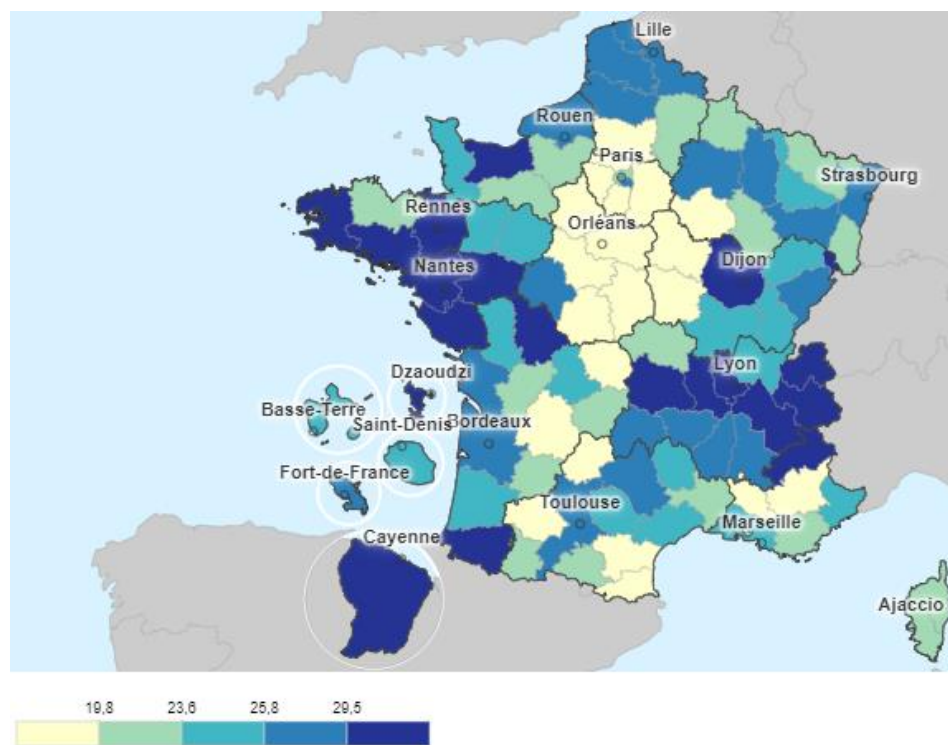 Lille
Rouen
Paris
Strasbourg
Rennes
Orléans
Dijon
Nantes
Lyon
Dzaoudzi
Basse-Terre
Saint-Denis
Bordeaux
Fort-de-France
Toulouse
Marseille
Cayenne
Ajaccio
19,8 23,6 25,8 29,5